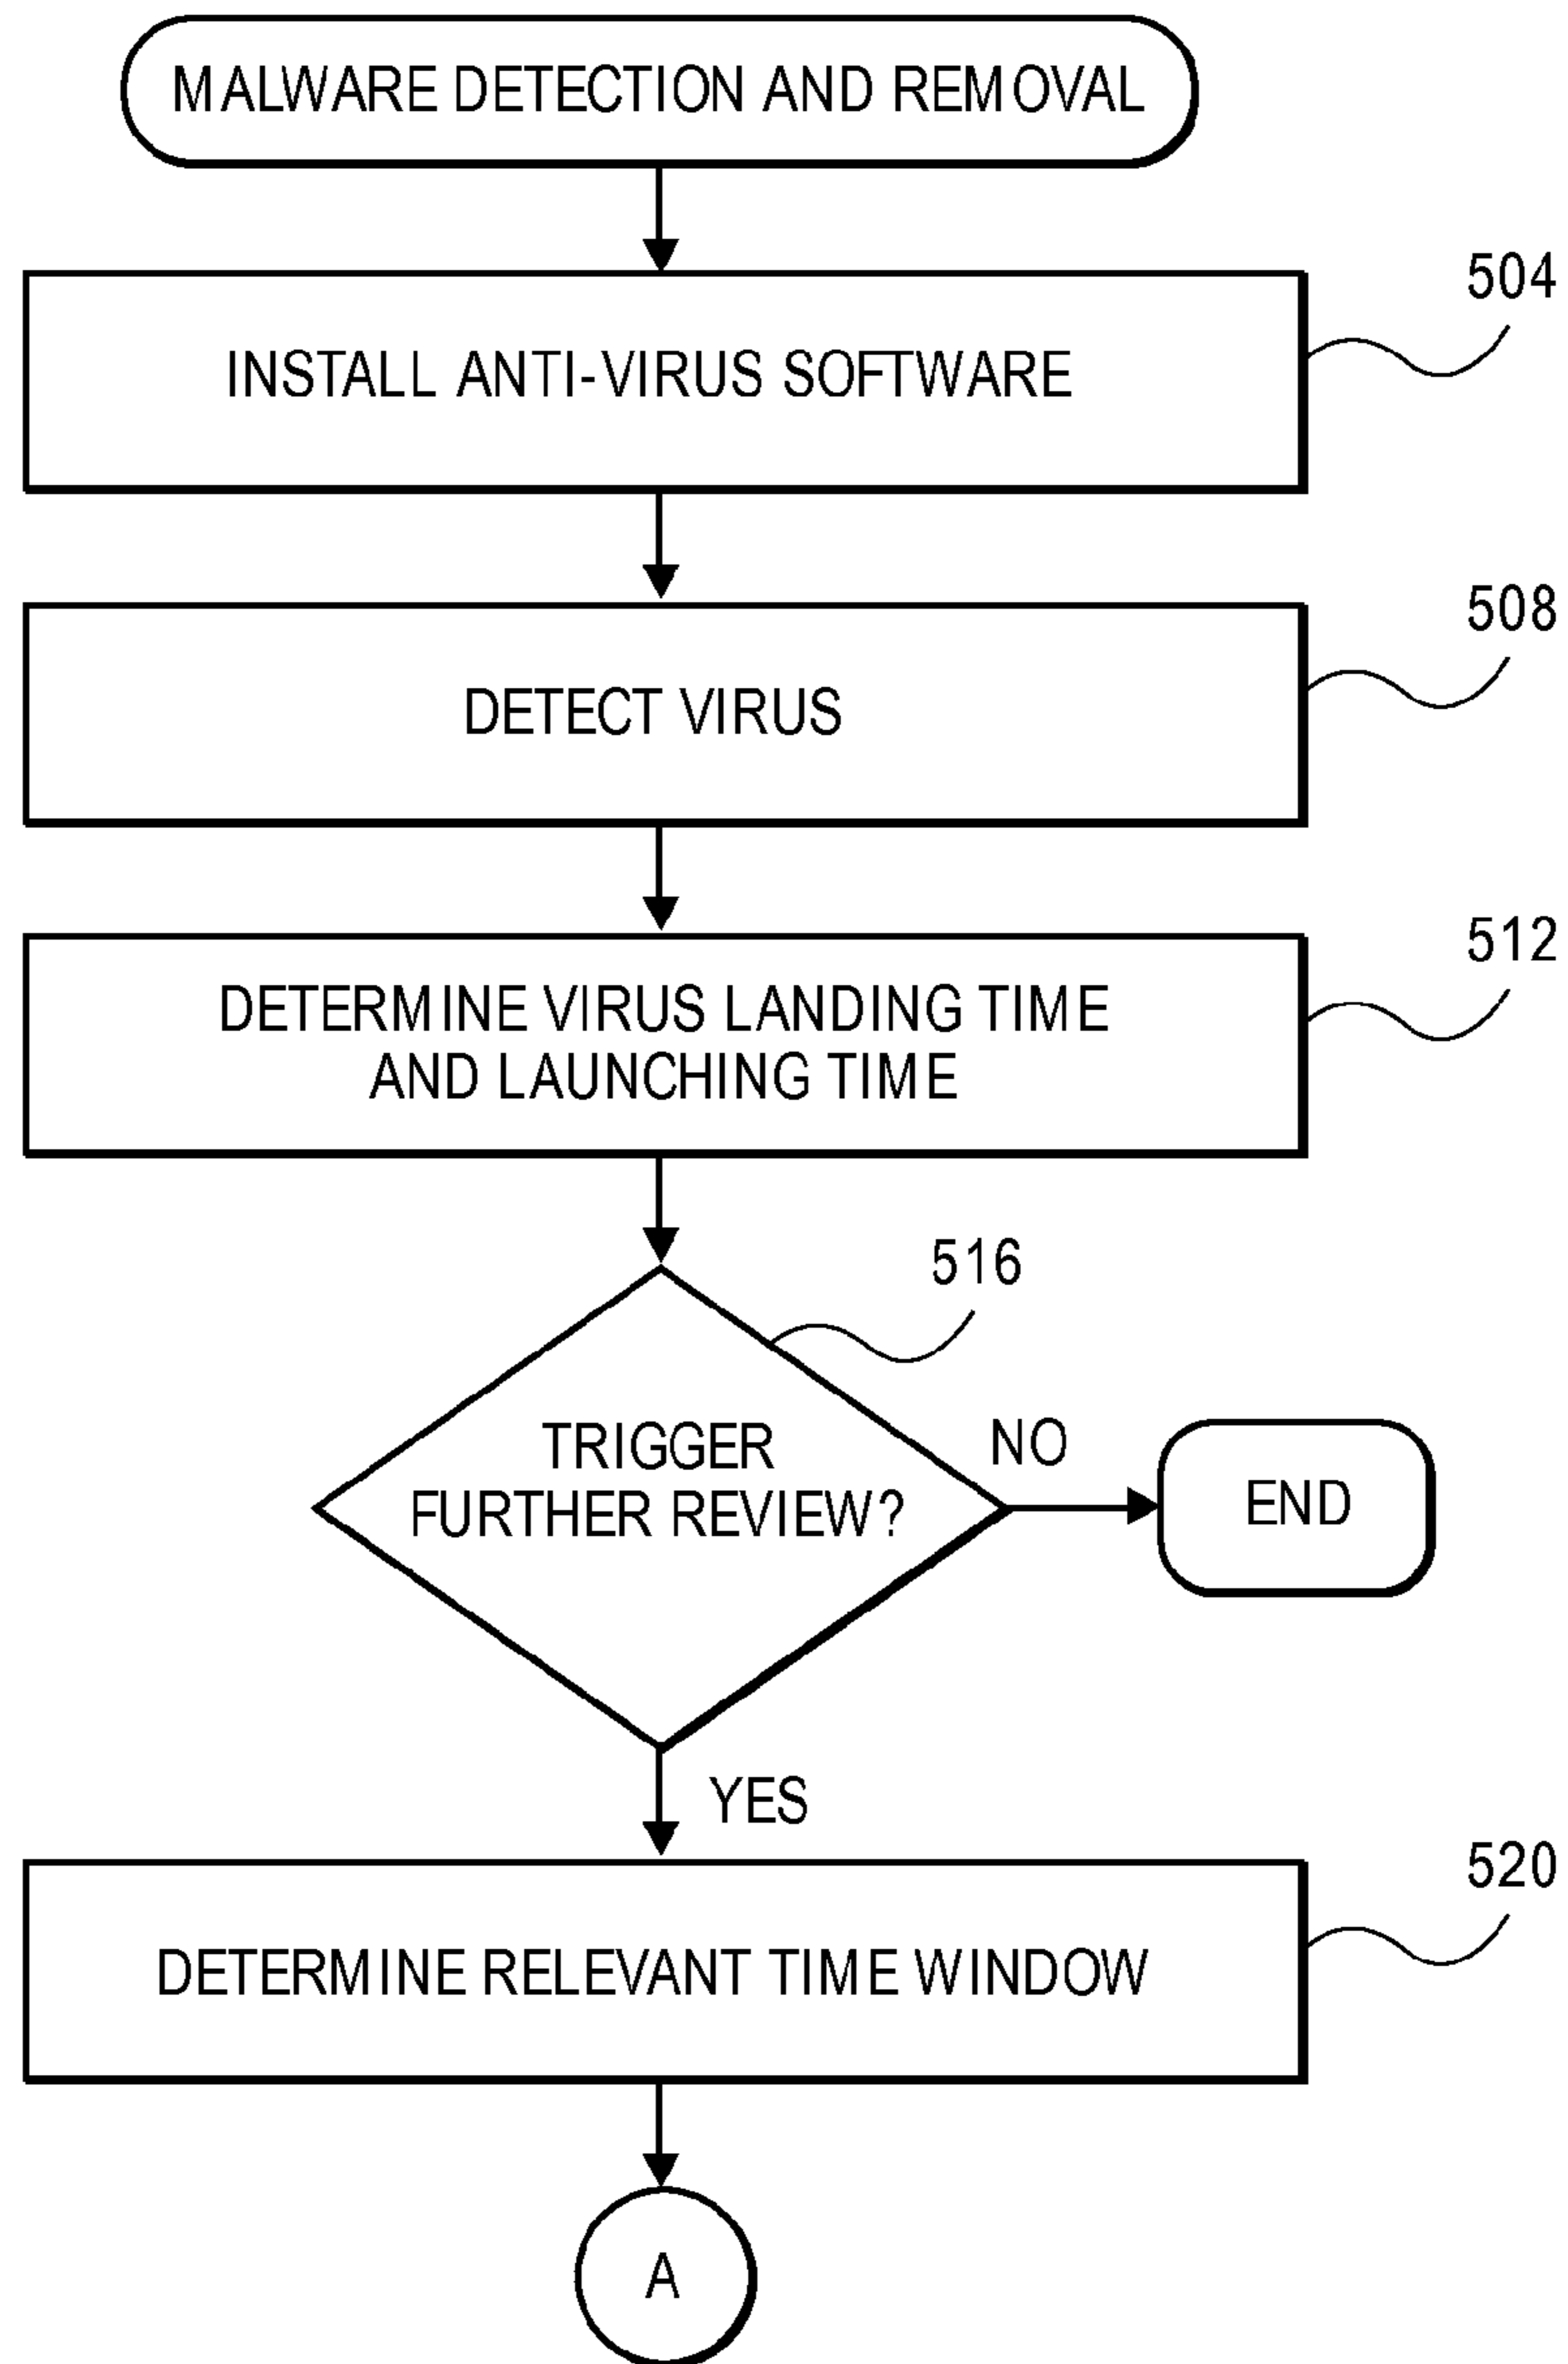 MALWARE DETECTION AND REMOVAL
504
INSTALL ANTI-VIRUS SOFTWARE
508
DETECT VIRUS
512
DETERMINE VIRUS LANDING TIME
AND LAUNCHING TIME
516
TRIGGER
FURTHER REVIEW?
NO
END
YES
520
DETERMINE RELEVANT TIME WINDOW
A